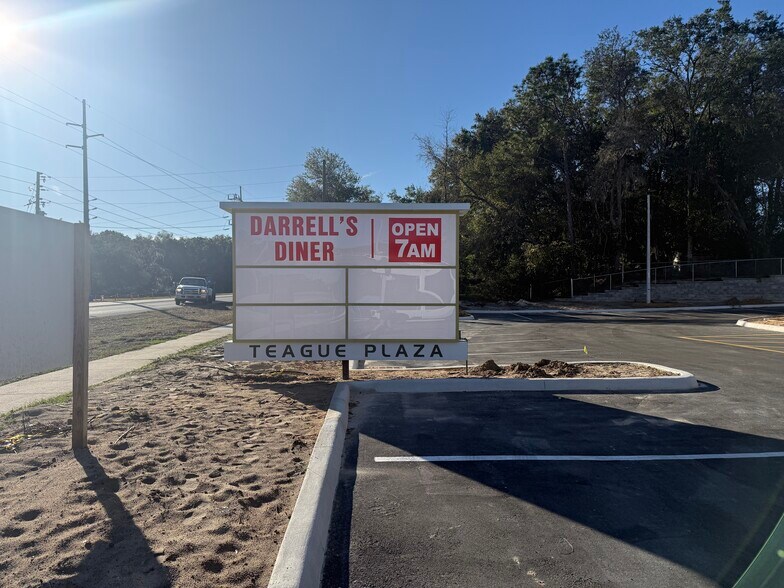 DARRELL'S
DINER
OPEN
7AM
TEAGUE PLAZA